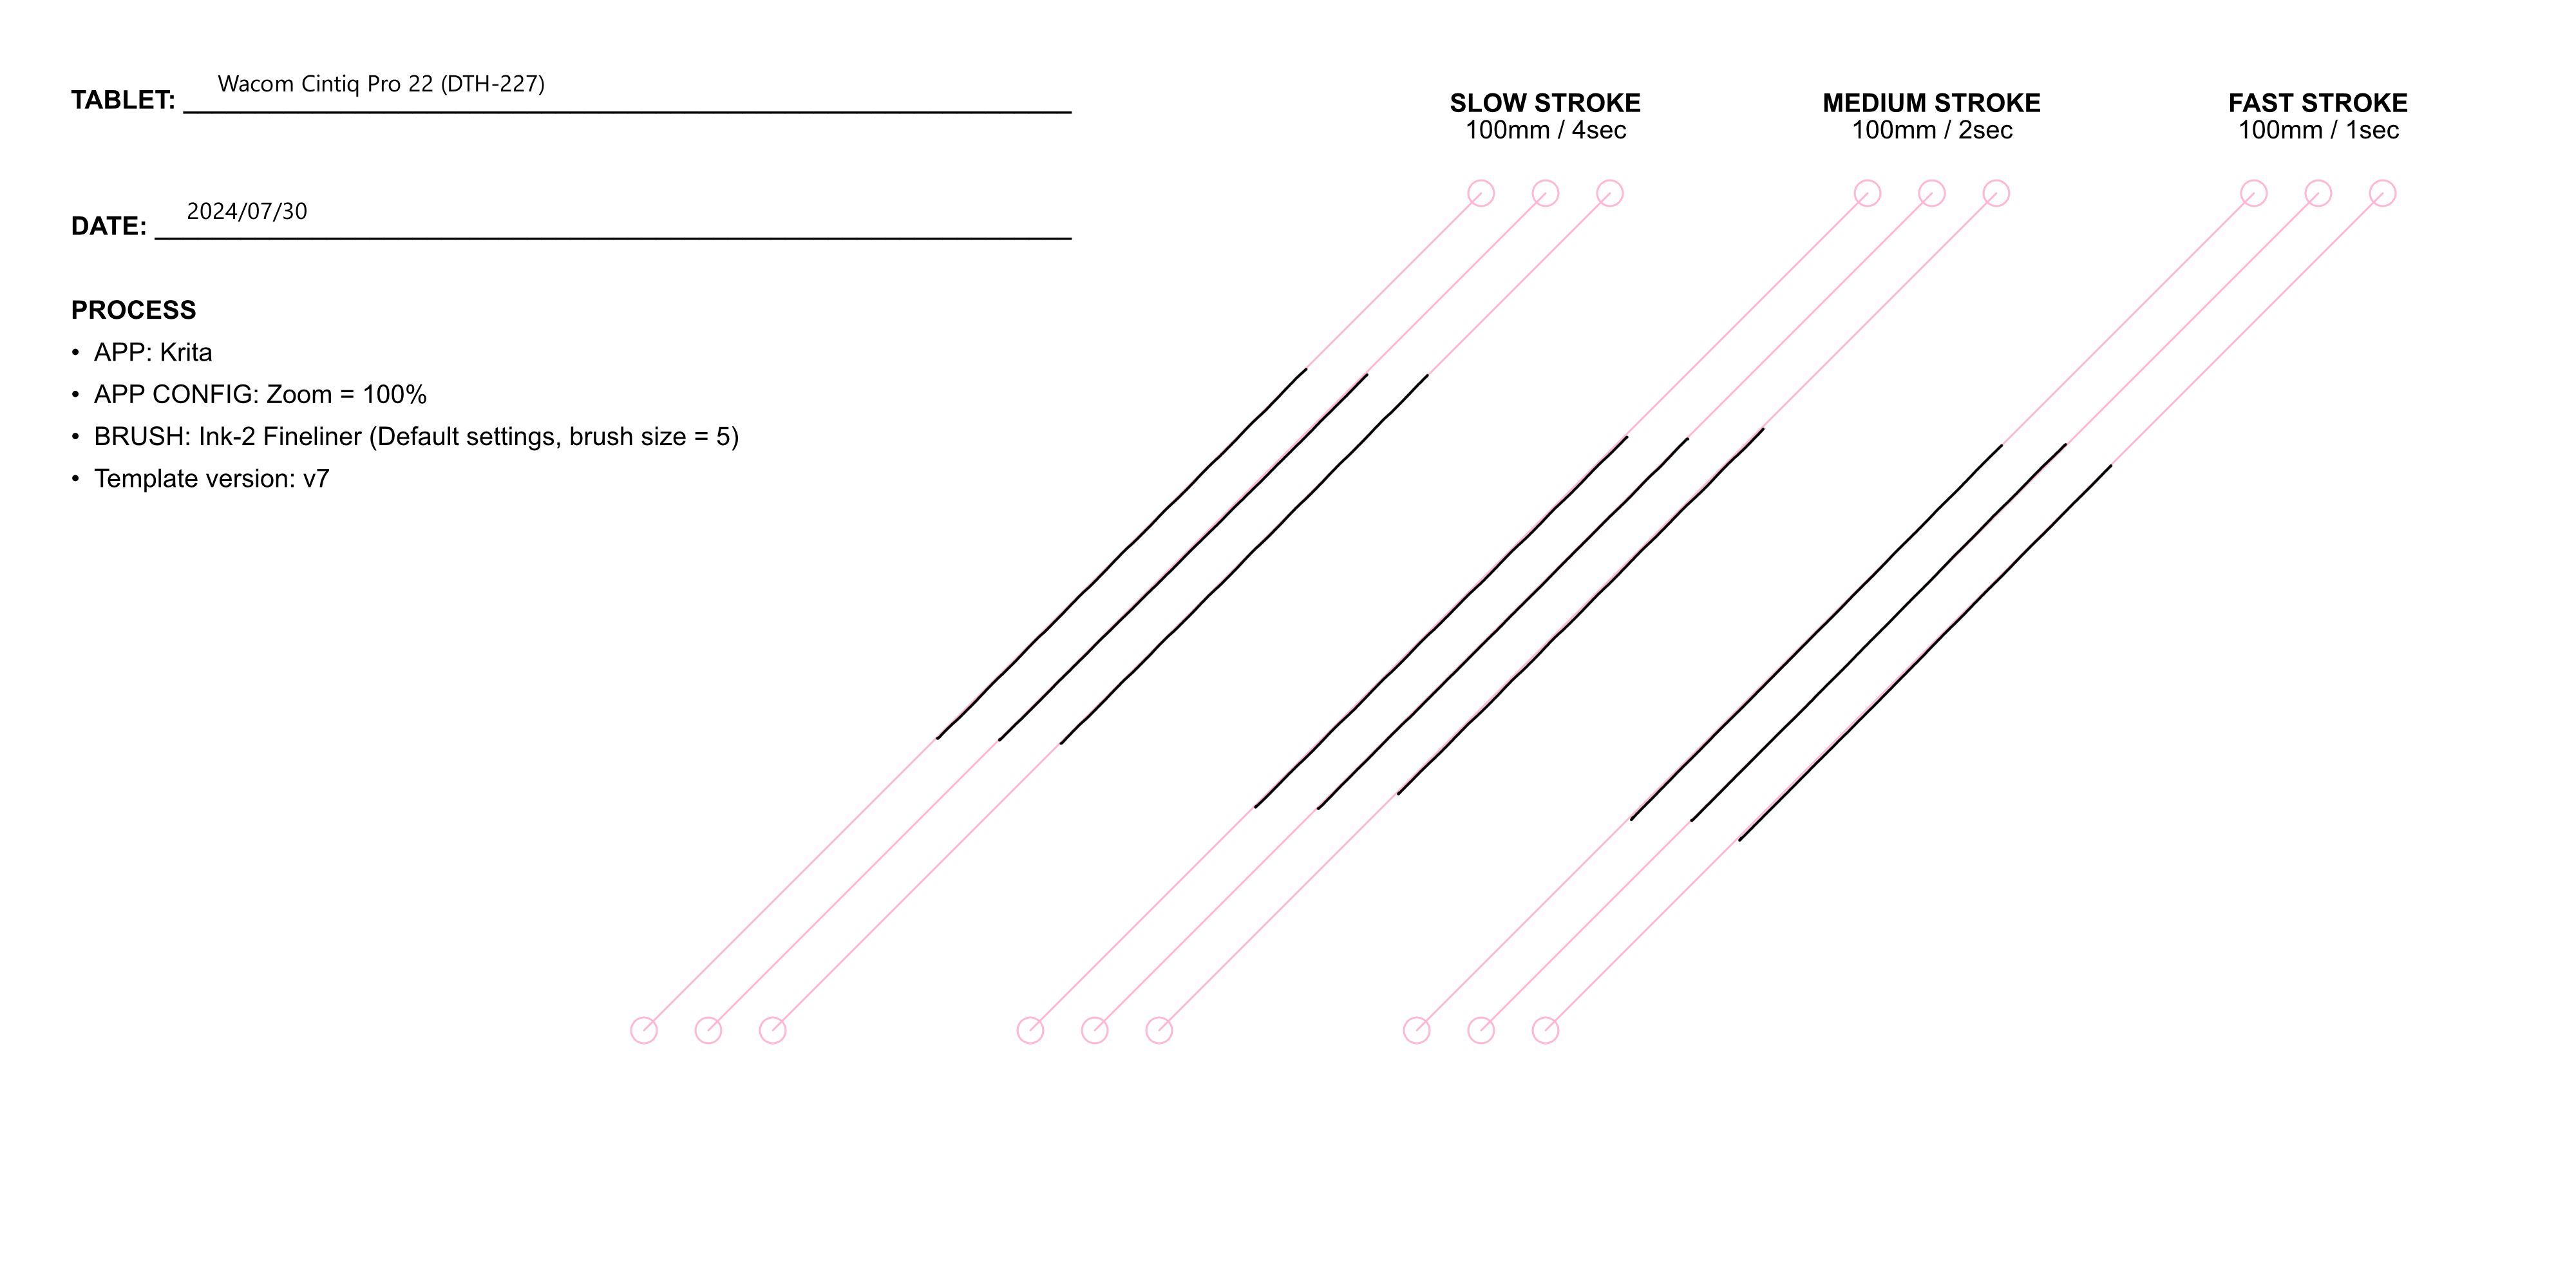 TABLET: Wacom Cintiq Pro 22 (DTH-227)
DATE: 2024/07/30
PROCESS
• APP: Krita
• APP CONFIG: Zoom = 100%
• BRUSH: Ink-2 Fineliner (Default settings, brush size = 5)
• Template version: v7
SLOW STROKE
100mm / 4sec
MEDIUM STROKE
100mm / 2sec
FAST STROKE
100mm / 1sec